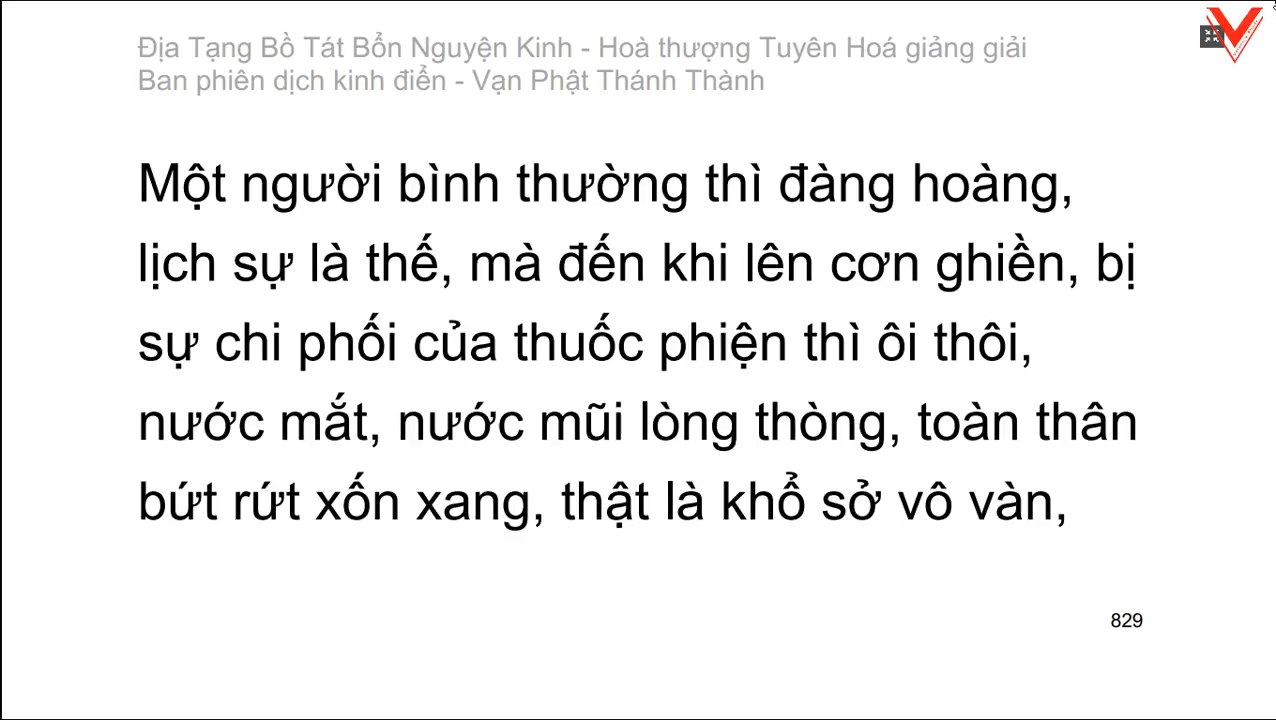 Địa Tạng Bồ Tát Bổn Nguyện Kinh - Hoà thượng Tuyên Hoá giảng giải
Ban phiên dịch kinh điển - Vạn Phật Thánh Thành
Một người bình thường thì đàng hoàng,
lịch sự là thế, mà đến khi lên cơn ghiền, bị
sự chi phối của thuốc phiện thì ôi thôi,
nước mắt, nước mũi lòng thòng, toàn thân
bứt rứt xốn xang, thật là khổ sở vô vàn,
829